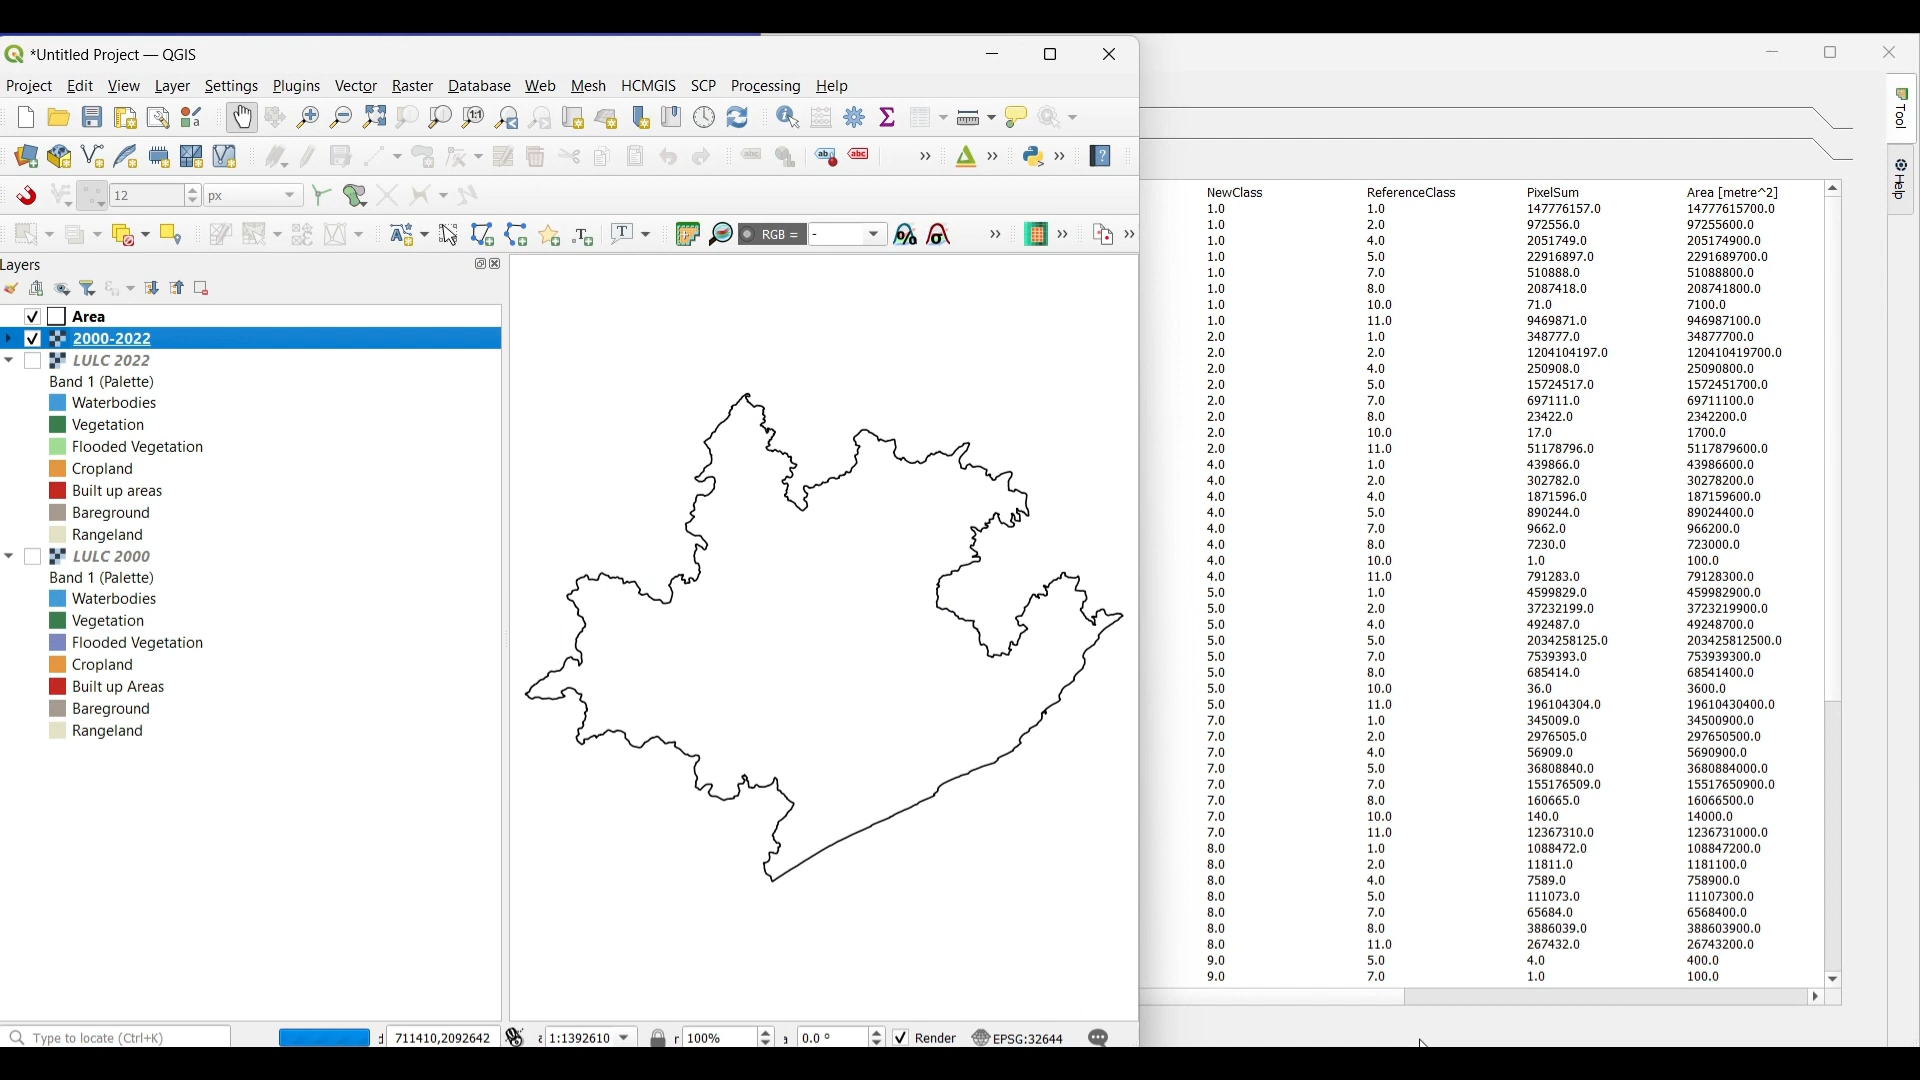 *Untitled Project — QGIS
Project Edit View Layer Settings Plugins Vector Raster Database Web Mesh HCMGIS SCP Processing Help
12 px
RGB = -
Layers
Area
2000-2022
LULC 2022
Band 1 (Palette)
Waterbodies
Vegetation
Flooded Vegetation
Cropland
Built up areas
Bareground
Rangeland
LULC 2000
Band 1 (Palette)
Waterbodies
Vegetation
Flooded Vegetation
Cropland
Built up Areas
Bareground
Rangeland
Type to locate (Ctrl+K) 711410,2092642 1:1392610 100% 0.0 ° Render EPSG:32644
Tool
Help
NewClass ReferenceClass PixelSum Area [metre^2]
1.0 1.0 147776157.0 14777615700.0
1.0 2.0 972556.0 97255600.0
1.0 4.0 2051749.0 205174900.0
1.0 5.0 22916897.0 2291689700.0
1.0 7.0 510888.0 51088800.0
1.0 8.0 2087418.0 208741800.0
1.0 10.0 71.0 7100.0
1.0 11.0 9469871.0 946987100.0
2.0 1.0 348777.0 34877700.0
2.0 2.0 1204104197.0 120410419700.0
2.0 4.0 250908.0 25090800.0
2.0 5.0 15724517.0 1572451700.0
2.0 7.0 697111.0 69711100.0
2.0 8.0 23422.0 2342200.0
2.0 10.0 17.0 1700.0
2.0 11.0 51178796.0 5117879600.0
4.0 1.0 439866.0 43986600.0
4.0 2.0 302782.0 30278200.0
4.0 4.0 1871596.0 187159600.0
4.0 5.0 890244.0 89024400.0
4.0 7.0 9662.0 966200.0
4.0 8.0 7230.0 723000.0
4.0 10.0 1.0 100.0
4.0 11.0 791283.0 79128300.0
5.0 1.0 4599829.0 459982900.0
5.0 2.0 37232199.0 3723219900.0
5.0 4.0 492487.0 49248700.0
5.0 5.0 2034258125.0 203425812500.0
5.0 7.0 7539393.0 753939300.0
5.0 8.0 685414.0 68541400.0
5.0 10.0 36.0 3600.0
5.0 11.0 196104304.0 19610430400.0
7.0 1.0 345009.0 34500900.0
7.0 2.0 2976505.0 297650500.0
7.0 4.0 56909.0 5690900.0
7.0 5.0 36808840.0 3680884000.0
7.0 7.0 155176509.0 15517650900.0
7.0 8.0 160665.0 16066500.0
7.0 10.0 140.0 14000.0
7.0 11.0 12367310.0 1236731000.0
8.0 1.0 1088472.0 108847200.0
8.0 2.0 11811.0 1181100.0
8.0 4.0 7589.0 758900.0
8.0 5.0 111073.0 11107300.0
8.0 7.0 65684.0 6568400.0
8.0 8.0 3886039.0 388603900.0
8.0 11.0 267432.0 26743200.0
9.0 5.0 4.0 400.0
9.0 7.0 1.0 100.0